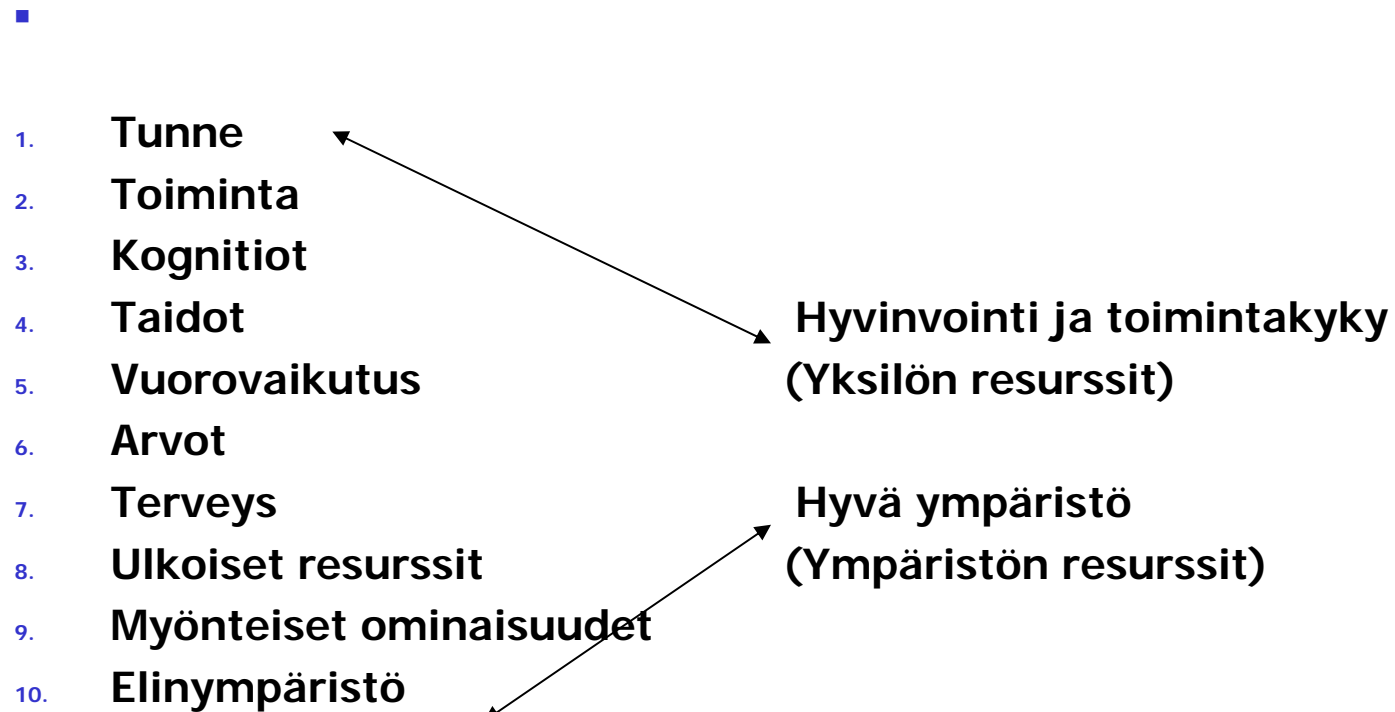 1. Tunne
2. Toiminta
3. Kognitiot
4. Taidot
5. Vuorovaikutus
6. Arvot
7. Terveys
8. Ulkoiset resurssit
9. Myönteiset ominaisuudet
10. Elinympäristö
Hyvinvointi ja toimintakyky
(Yksilön resurssit)
Hyvä ympäristö
(Ympäristön resurssit)